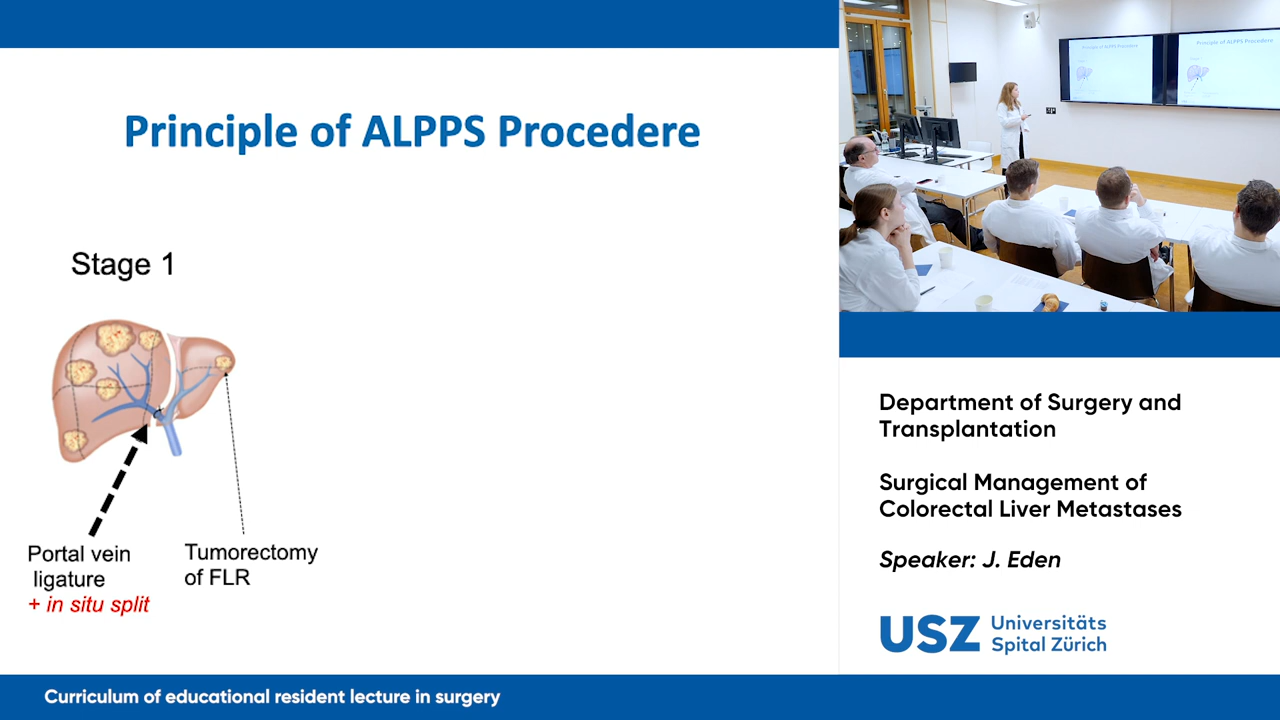 Principle of ALPPS Procedere
Stage 1
Portal vein
ligature
+ in situ split
Tumorectomy
of FLR
Principle of ALPPS Procedere
Principle of ALPPS Procedere
Department of Surgery and
Transplantation
Surgical Management of
Colorectal Liver Metastases
Speaker: J. Eden
USZ Universitäts
Spital Zürich
Curriculum of educational resident lecture in surgery